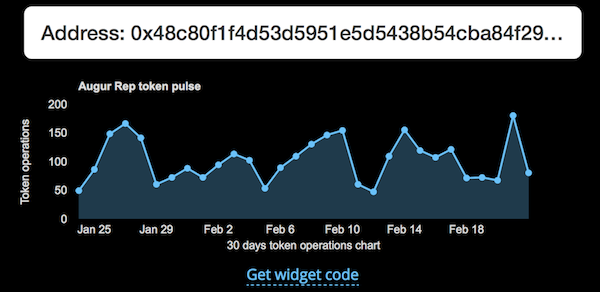 Address: 0x48c80f1f4d53d5951e5d5438b54cba84f29...
Augur Rep token pulse
200
150
100
50
0
Token operations
Jan 25 Jan 29 Feb 2 Feb 6 Feb 10 Feb 14 Feb 18
30 days token operations chart
Get widget code